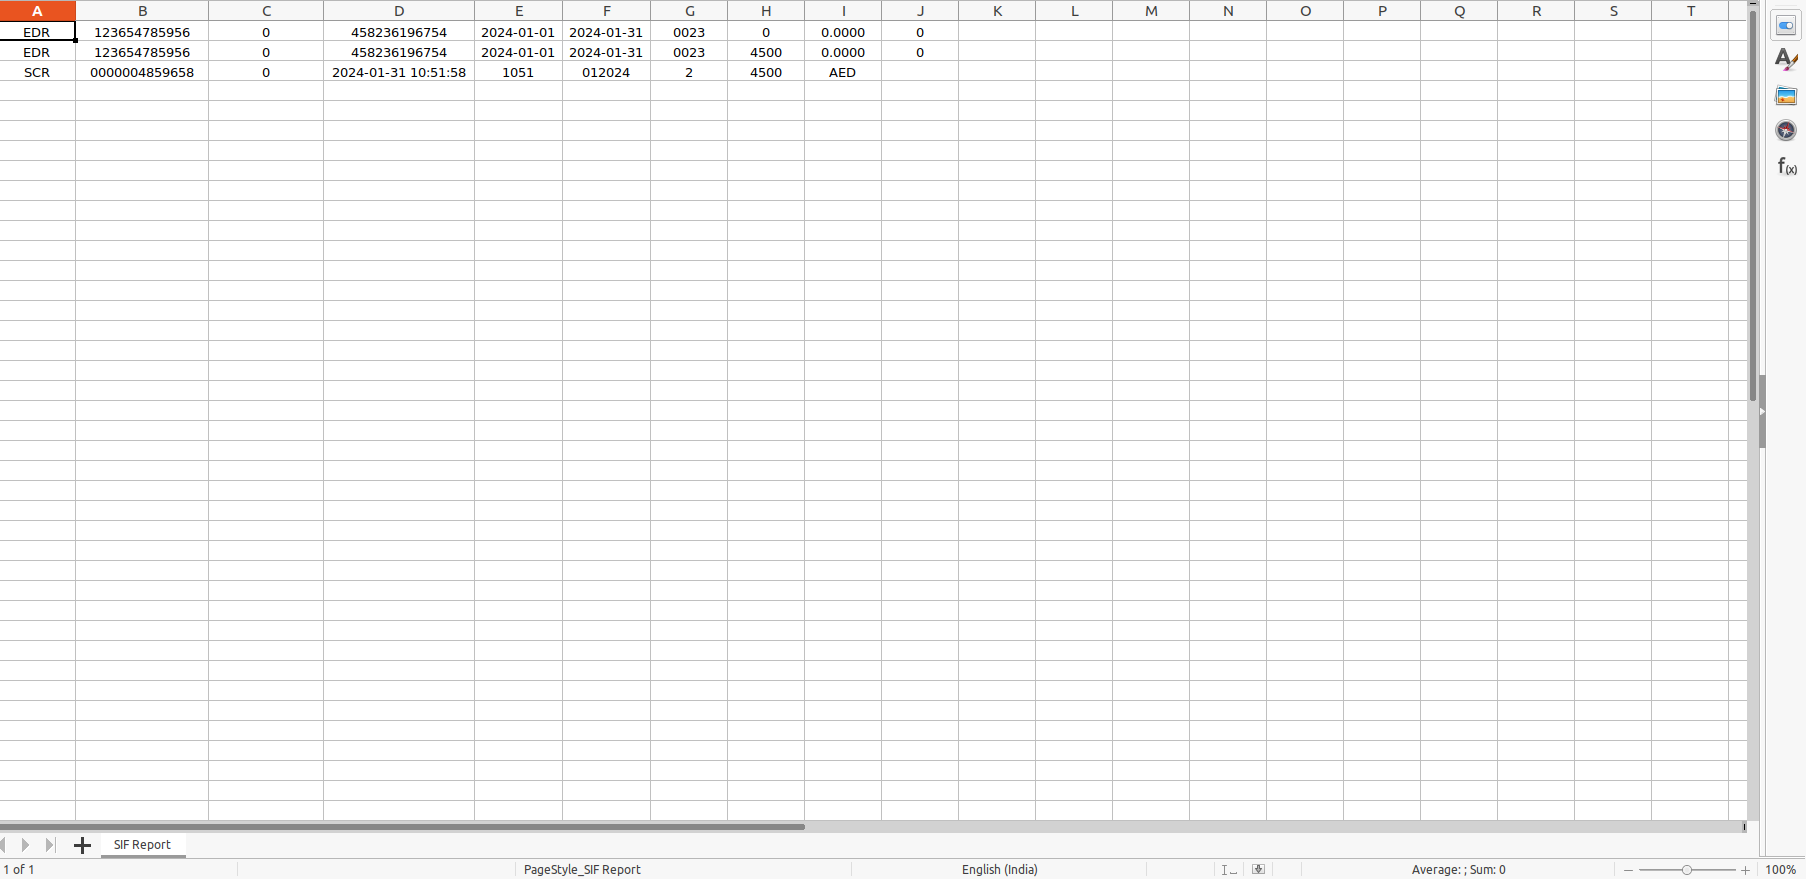 A B C D E F G H I J K L M N O P Q R S T
EDR 123654785956 0 458236196754 2024-01-01 2024-01-31 0023 0 0.0000 0
EDR 123654785956 0 458236196754 2024-01-01 2024-01-31 0023 4500 0.0000 0
SCR 0000004859658 0 2024-01-31 10:51:58 1051 012024 2 4500 AED
f(x)
SIF Report
1 of 1 PageStyle_SIF Report English (India) Average: ; Sum: 0 100%